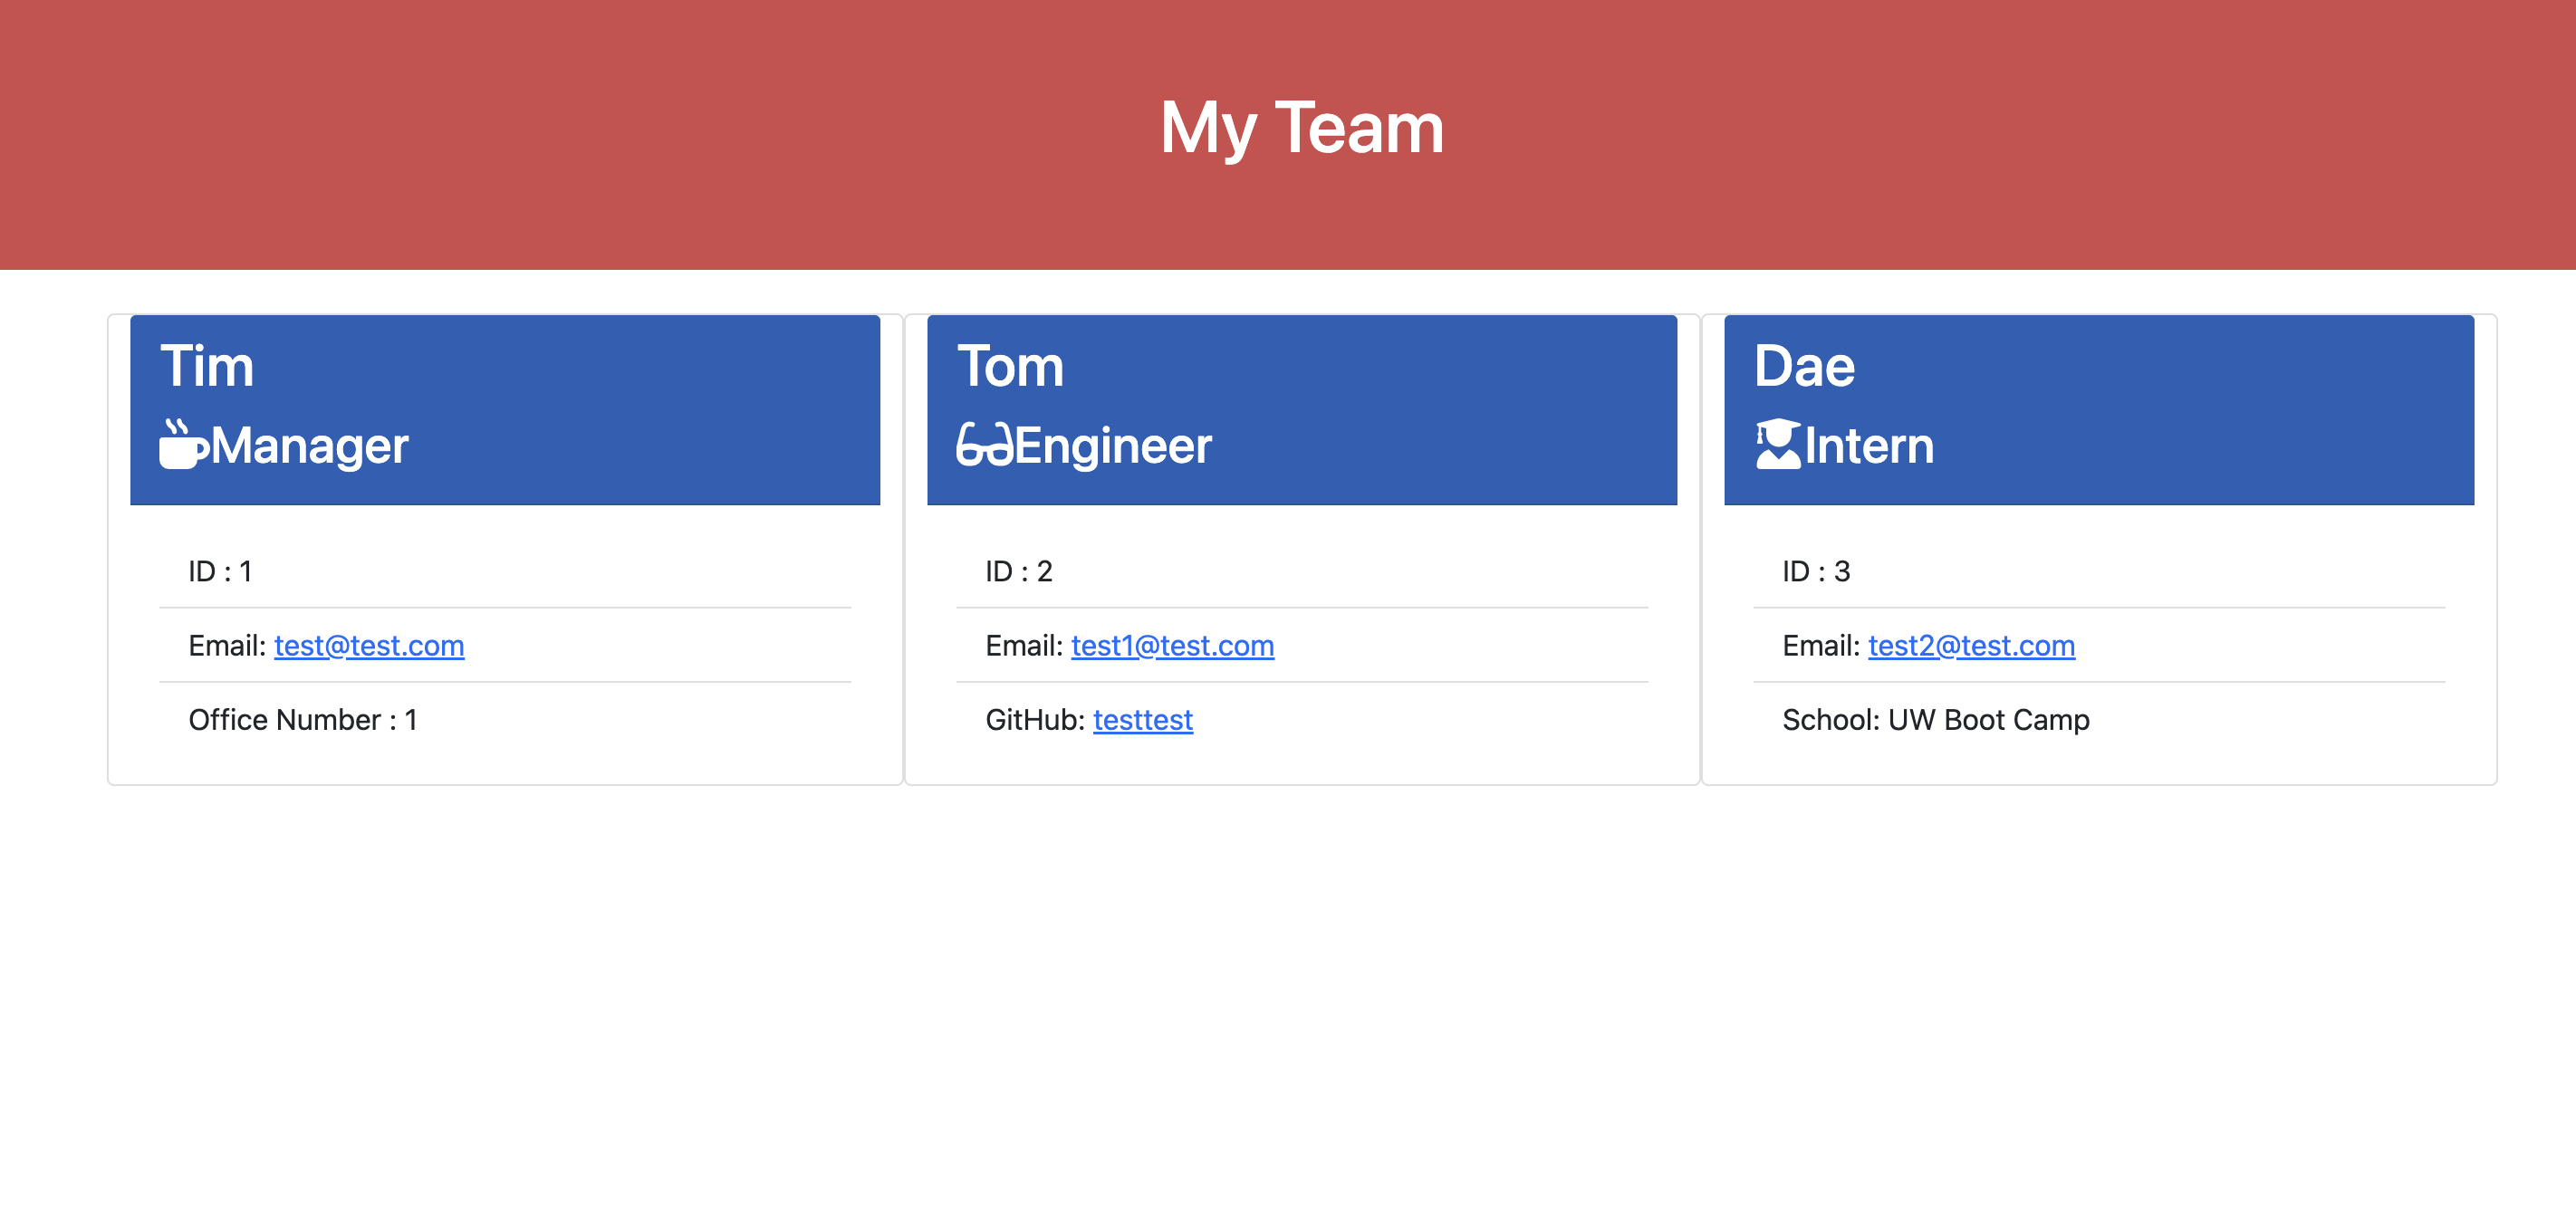 My Team
Tim
Manager
ID : 1
Email: test@test.com
Office Number : 1
Tom
Engineer
ID : 2
Email: test1@test.com
GitHub: testtest
Dae
Intern
ID : 3
Email: test2@test.com
School: UW Boot Camp